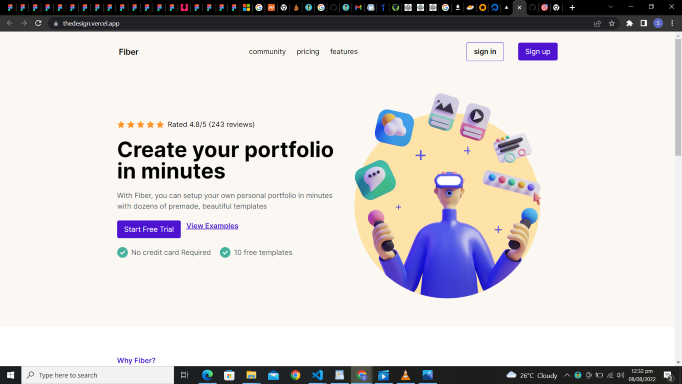 thedesign.vercel.app
Fiber
community pricing features
sign in
Sign up
Rated 4.8/5 (243 reviews)
Create your portfolio
in minutes
With Fiber, you can setup your own personal portfolio in minutes
with dozens of premade, beautiful templates
Start Free Trial
View Examples
No credit card Required
10 free templates
Why Fiber?
Type here to search
26°C Cloudy
12:32 pm
08/08/2022